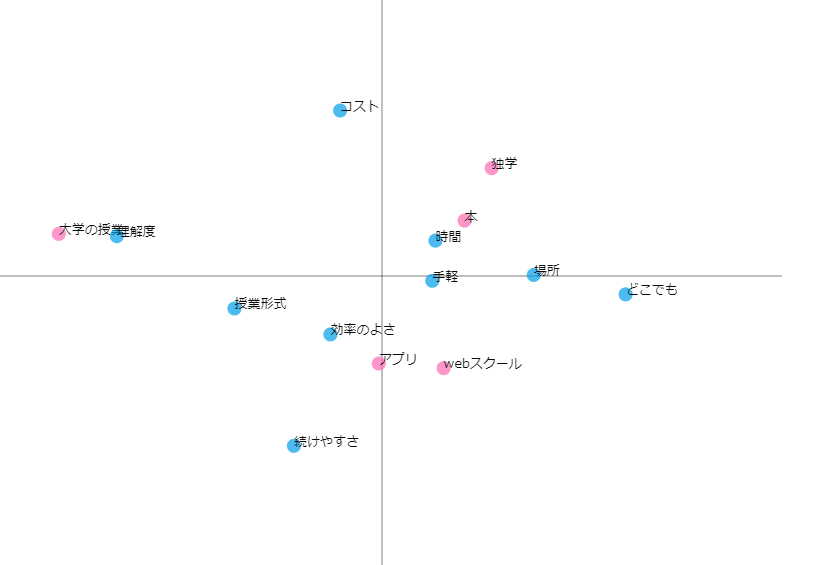 コスト
独学
本
大学の授業
理解度
時間
場所
手軽
どこでも
授業形式
効率のよさ
アプリ
webスクール
続けやすさ